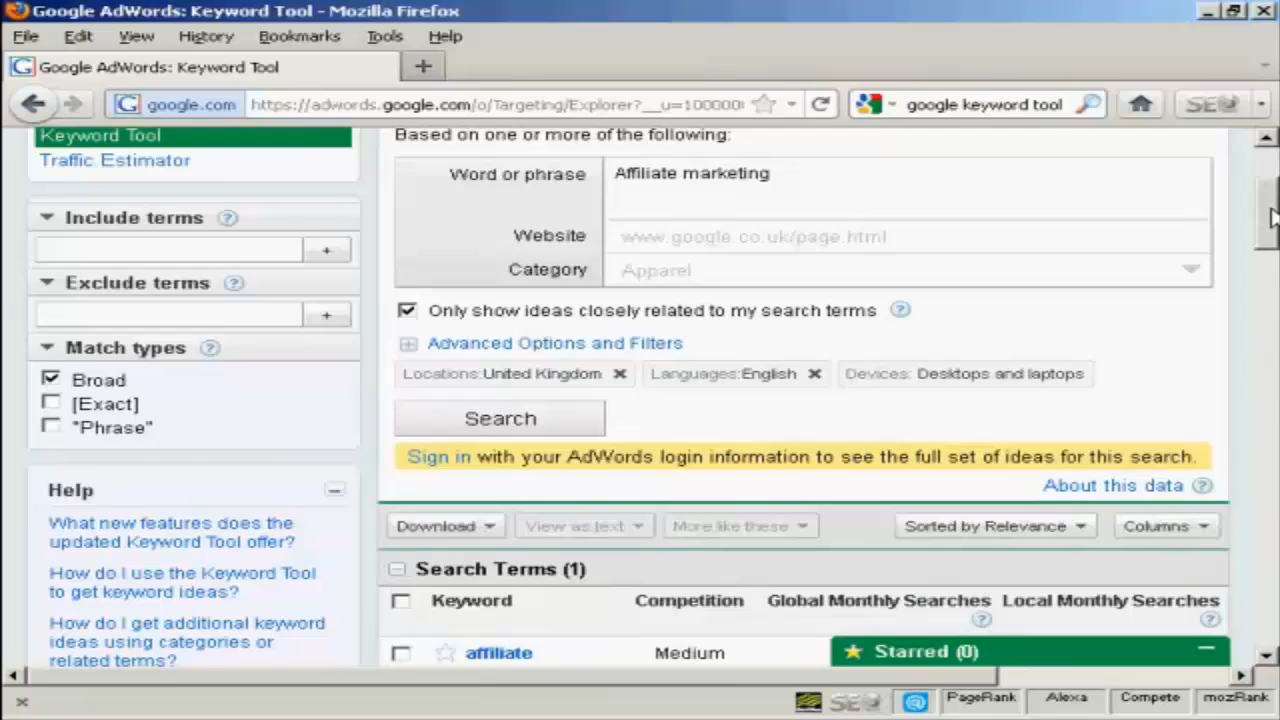 Google AdWords: Keyword Tool - Mozilla Firefox
File Edit View History Bookmarks Tools Help
Google AdWords: Keyword Tool
google.com https://adwords.google.com/o/Targeting/Explorer?__u=100000 google keyword tool SEO
Keyword Tool
Traffic Estimator
Include terms ?
+
Exclude terms ?
+
Match types ?
Broad
[Exact]
"Phrase"
Help
What new features does the
updated Keyword Tool offer?
How do I use the Keyword Tool
to get keyword ideas?
How do I get additional keyword
ideas using categories or
related terms?
Based on one or more of the following:
Word or phrase Affiliate marketing
Website www.google.co.uk/page.html
Category Apparel
Only show ideas closely related to my search terms ?
Advanced Options and Filters
Locations: United Kingdom Languages: English Devices: Desktops and laptops
Search
Sign in with your AdWords login information to see the full set of ideas for this search.
About this data ?
Download View as text More like these Sorted by Relevance Columns
Search Terms (1)
Keyword Competition Global Monthly Searches ? Local Monthly Searches ?
affiliate Medium
Starred (0)
SEO PageRank Alexa Compete mozRank